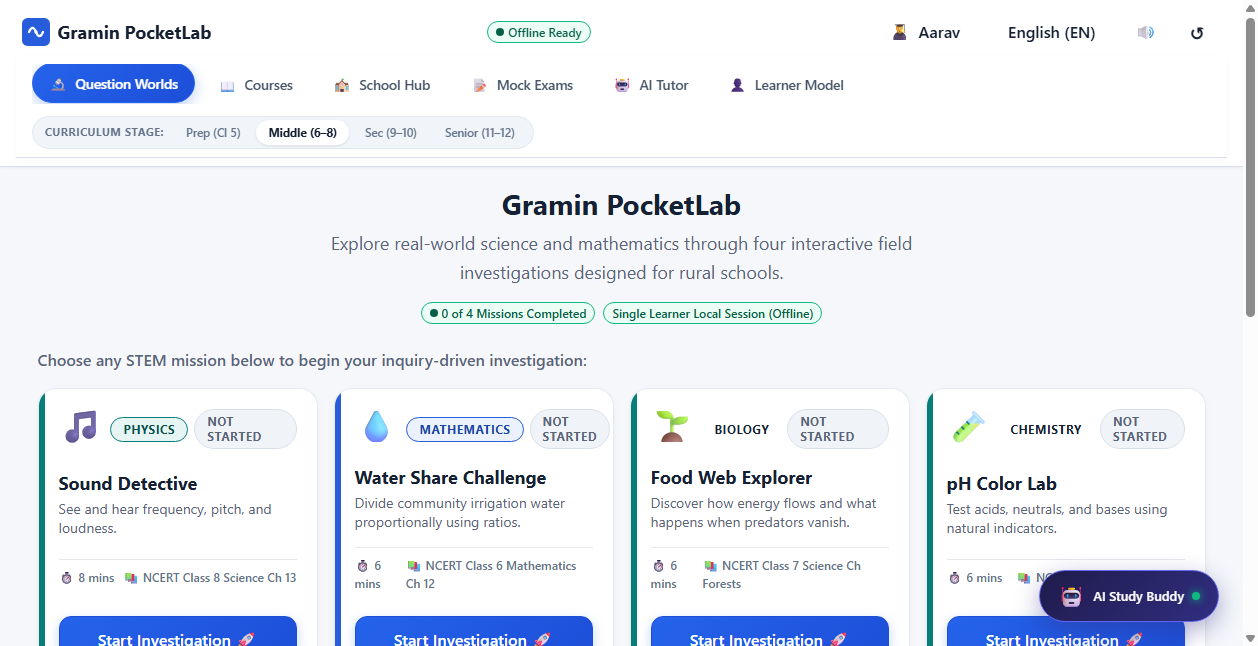 Gramin PocketLab
Offline Ready
Aarav
English (EN)
Question Worlds
Courses
School Hub
Mock Exams
AI Tutor
Learner Model
CURRICULUM STAGE:
Prep (Cl 5)
Middle (6–8)
Sec (9–10)
Senior (11–12)
Gramin PocketLab
Explore real-world science and mathematics through four interactive field
investigations designed for rural schools.
0 of 4 Missions Completed
Single Learner Local Session (Offline)
Choose any STEM mission below to begin your inquiry-driven investigation:
PHYSICS
NOT
STARTED
Sound Detective
See and hear frequency, pitch, and
loudness.
8 mins
NCERT Class 8 Science Ch 13
Start Investigation
MATHEMATICS
NOT
STARTED
Water Share Challenge
Divide community irrigation water
proportionally using ratios.
6
mins
NCERT Class 6 Mathematics
Ch 12
Start Investigation
BIOLOGY
NOT
STARTED
Food Web Explorer
Discover how energy flows and what
happens when predators vanish.
6
mins
NCERT Class 7 Science Ch
Forests
Start Investigation
CHEMISTRY
NOT
STARTED
pH Color Lab
Test acids, neutrals, and bases using
natural indicators.
6 mins
Start Investigation
AI Study Buddy